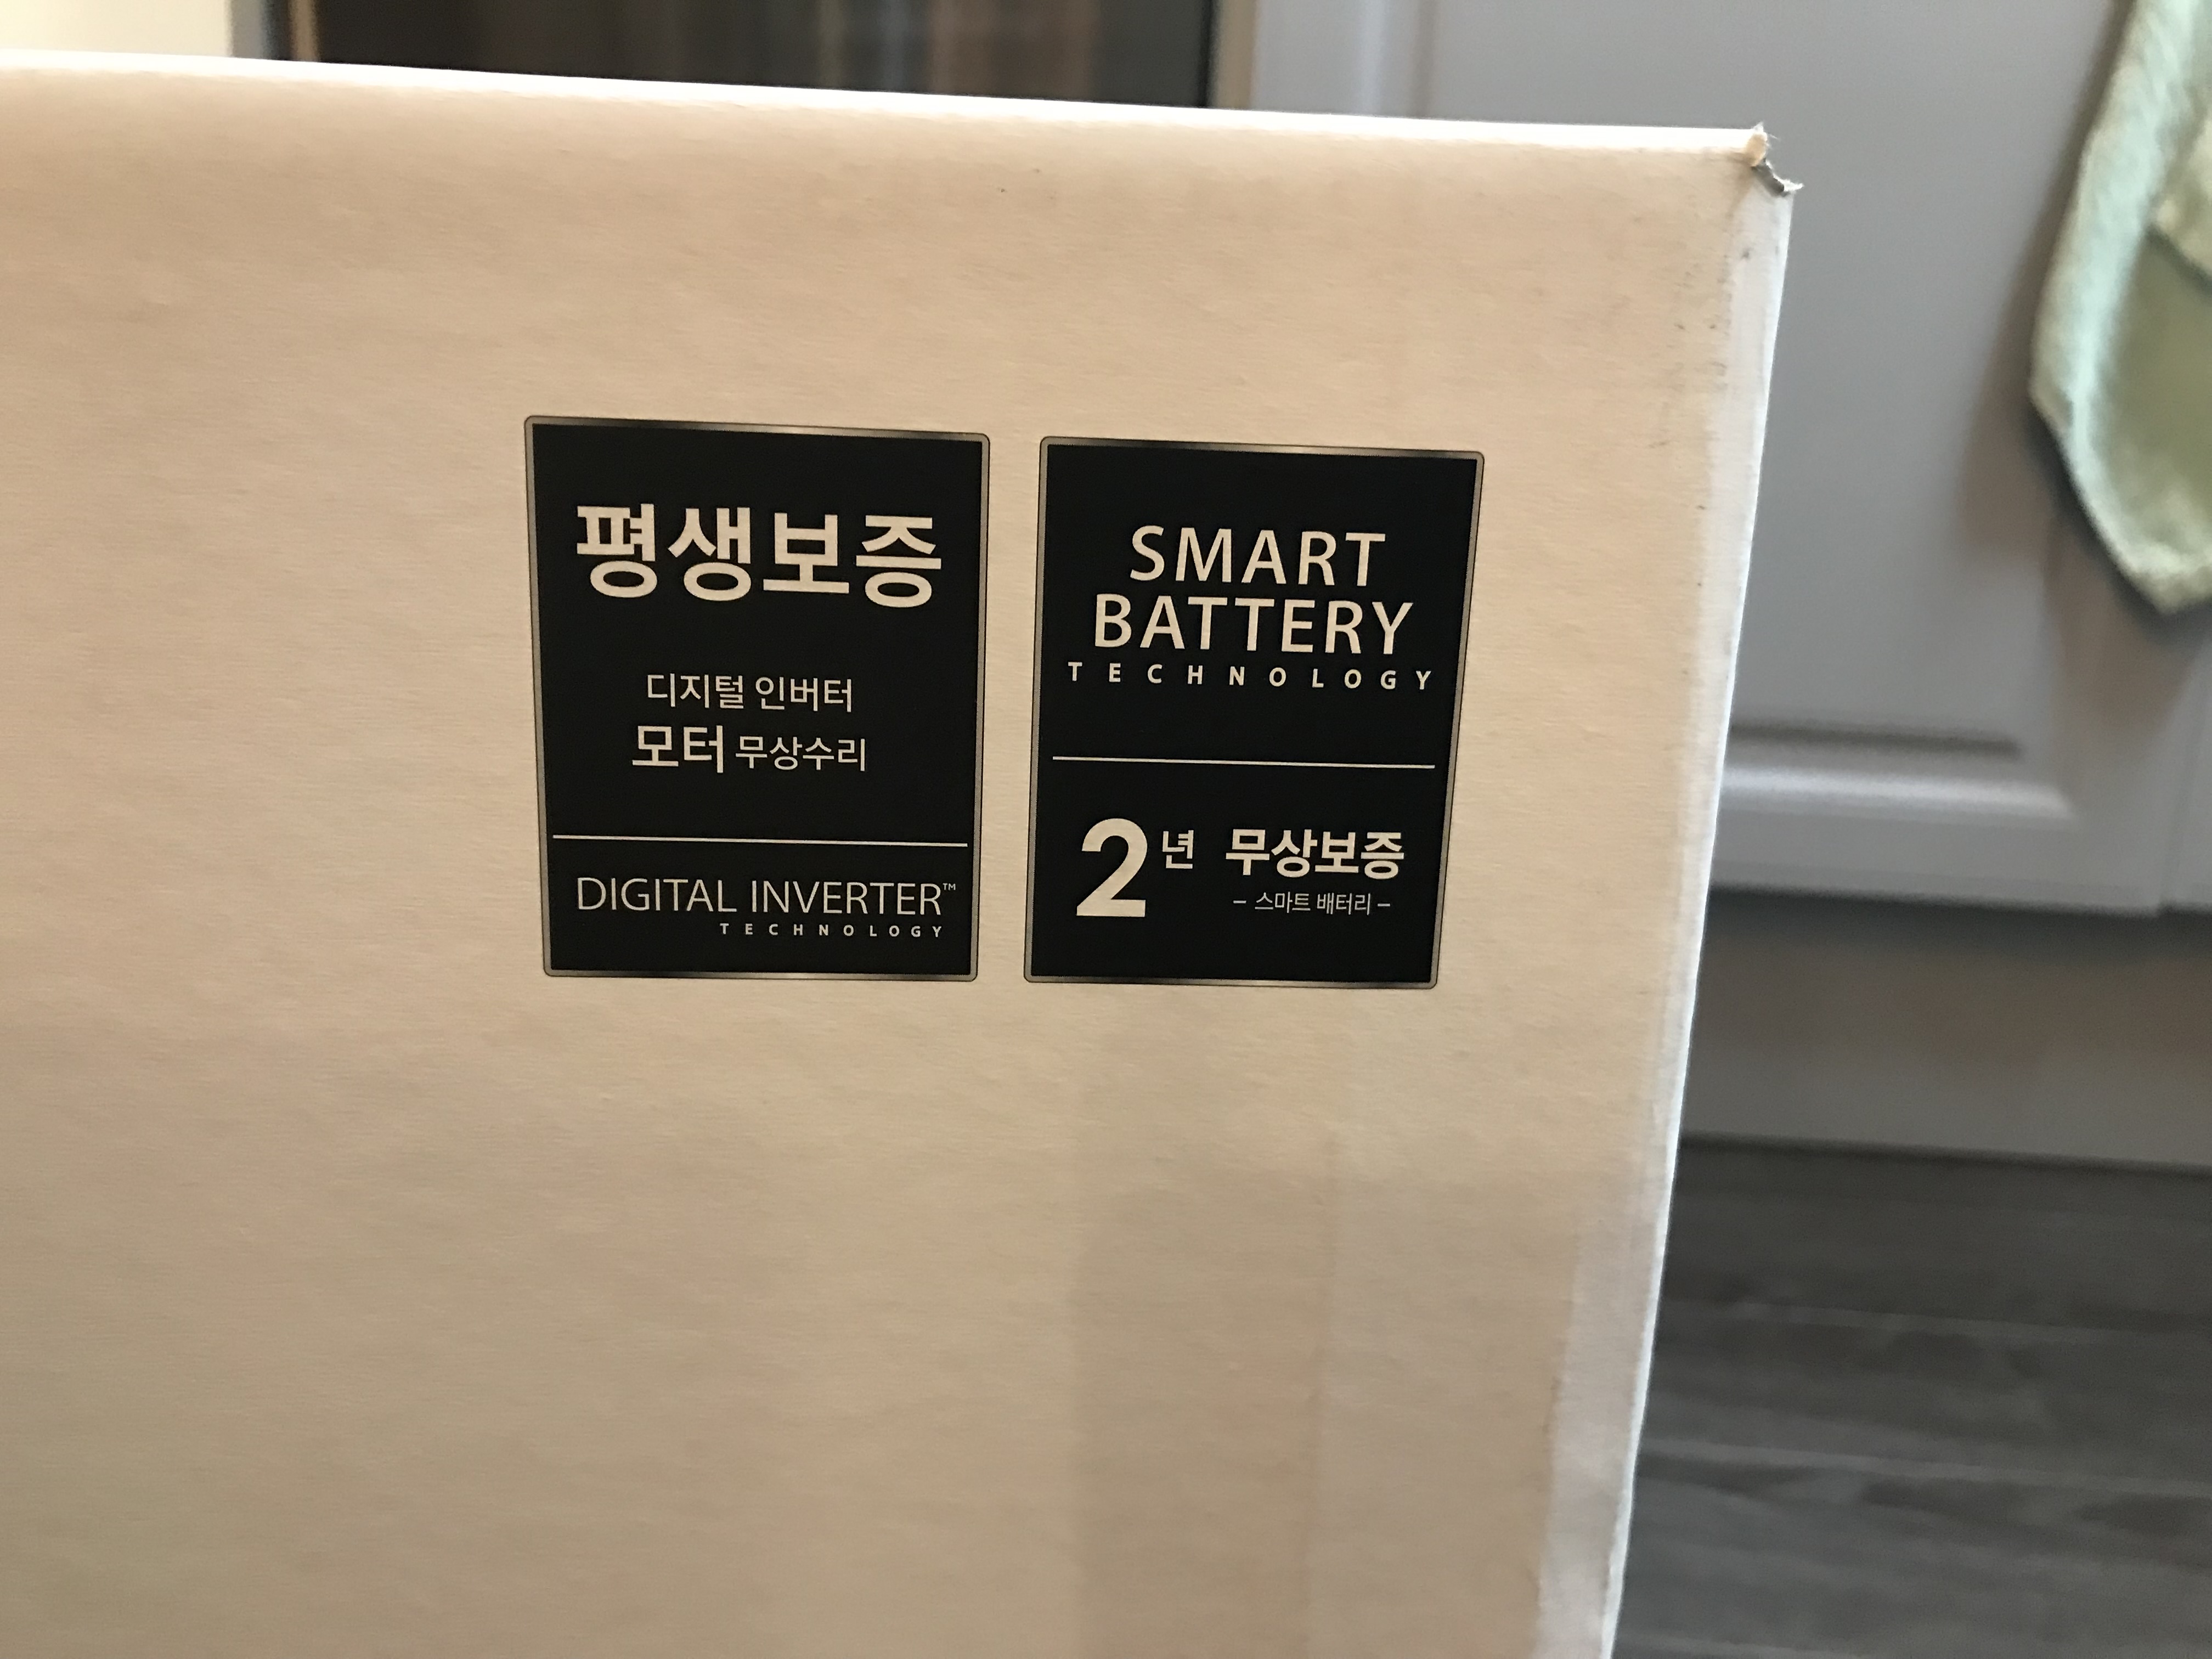 평생보증
디지털 인버터
모터 무상수리
DIGITAL INVERTER™
TECHNOLOGY
SMART
BATTERY
TECHNOLOGY
2년 무상보증
– 스마트 배터리 –